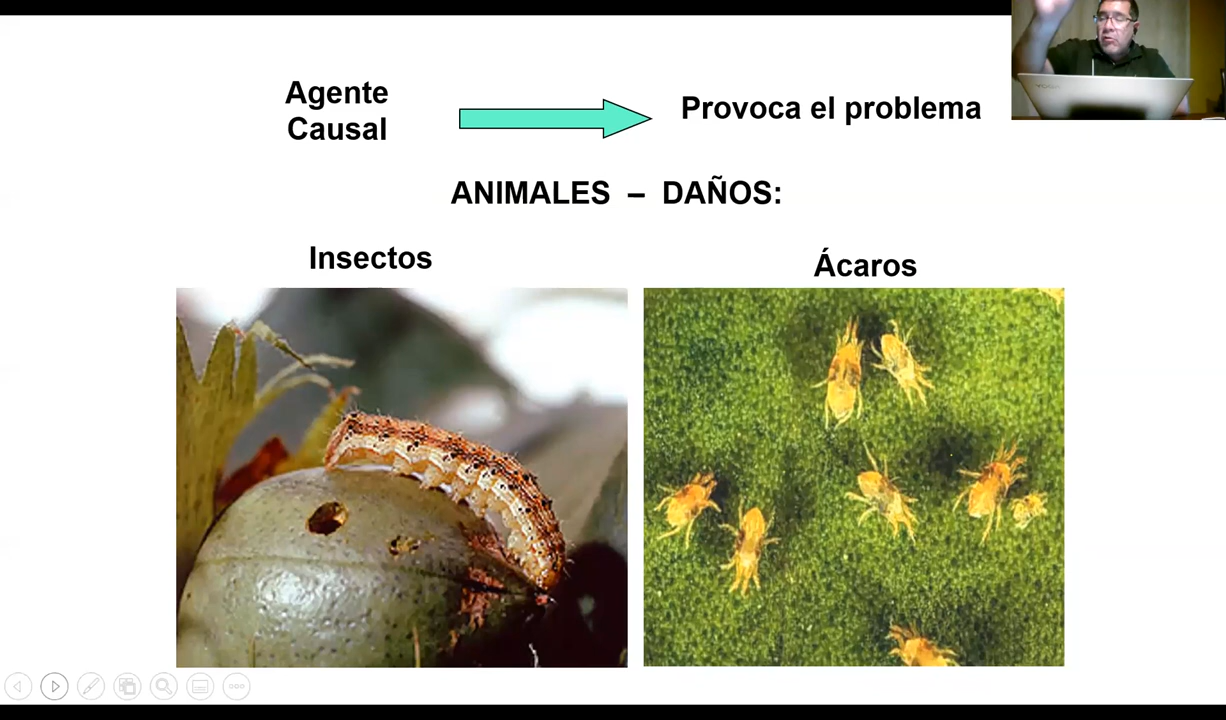 Agente
Causal
Provoca el problema
ANIMALES – DAÑOS:
Insectos
Ácaros